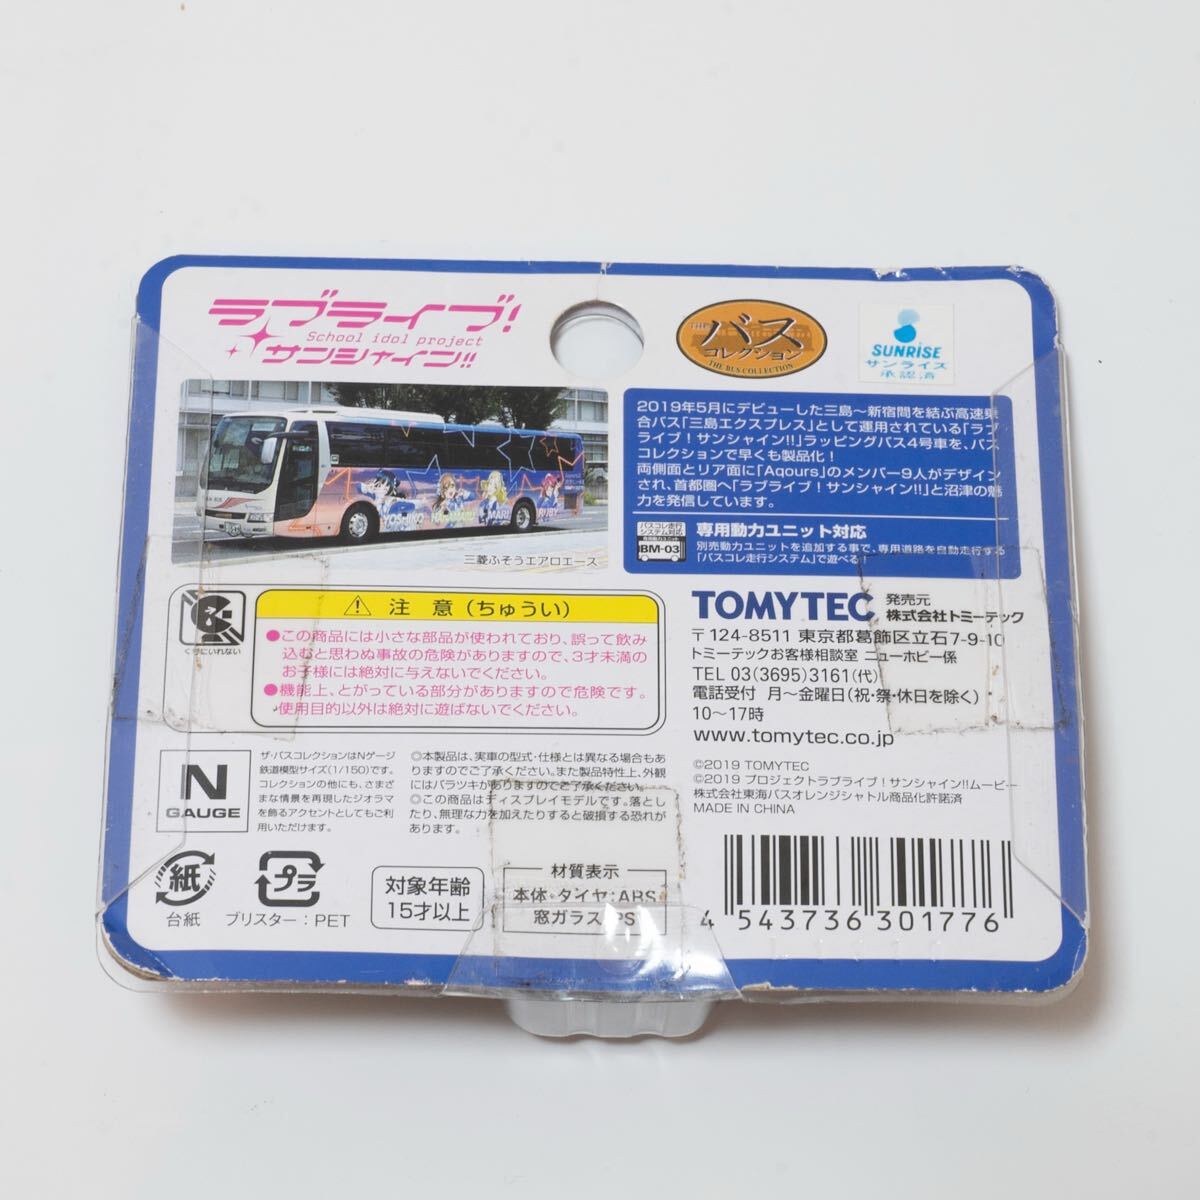 ラブライブ!
School idol project
サンシャイン!!
THE
バス
コレクション
THE BUS COLLECTION
SUNRiSE
サンライズ
承認済
YOSHIKO HANAMARU MARI RUBY
三菱ふそうエアロエース
2019年5月にデビューした三島〜新宿間を結ぶ高速乗
合バス「三島エクスプレス」として運用されている「ラブ
ライブ！サンシャイン!!」ラッピングバス4号車を、バス
コレクションで早くも製品化！
両側面とリア面に「Aqours」のメンバー9人がデザイン
され、首都圏へ「ラブライブ！サンシャイン!!」と沼津の魅
力を発信しています。
バスコレ走行
システム対応
専用動力ユニット
BM-03
専用動力ユニット対応
別売動力ユニットを追加する事で、専用道路を自動走行する
「バスコレ走行システム」で遊べる！
くちにいれない
⚠ 注 意（ちゅうい）
●この商品には小さな部品が使われており、誤って飲み
込むと思わぬ事故の危険がありますので、3才未満の
お子様には絶対に与えないでください。
●機能上、とがっている部分がありますので危険です。
使用目的以外は絶対に遊ばないでください。
TOMYTEC 発売元
株式会社トミーテック
〒124-8511 東京都葛飾区立石7-9-10
トミーテックお客様相談室 ニューホビー係
TEL 03(3695)3161(代)
電話受付 月〜金曜日(祝・祭・休日を除く)
10〜17時
www.tomytec.co.jp
N
GAUGE
ザ・バスコレクションはNゲージ
鉄道模型サイズ(1/150)です。
コレクションの他にも、さまざ
まな情景を再現したジオラマ
を飾るアクセントとしてもご利
用いただけます。
◎本製品は、実車の型式・仕様とは異なる場合もあ
りますのでご了承ください。また製品特性上、外観
にはバラツキがありますのでご了承ください。
◎この商品はディスプレイモデルです。落とし
たり、無理な力を加えたりすると破損する恐れが
あります。
©2019 TOMYTEC
©2019 プロジェクトラブライブ！サンシャイン!!ムービー
株式会社東海バスオレンジシャトル商品化許諾済
MADE IN CHINA
紙
台紙
プラ
ブリスター：PET
対象年齢
15才以上
材質表示
本体・タイヤ：ABS
窓ガラス：PS
4 543736 301776